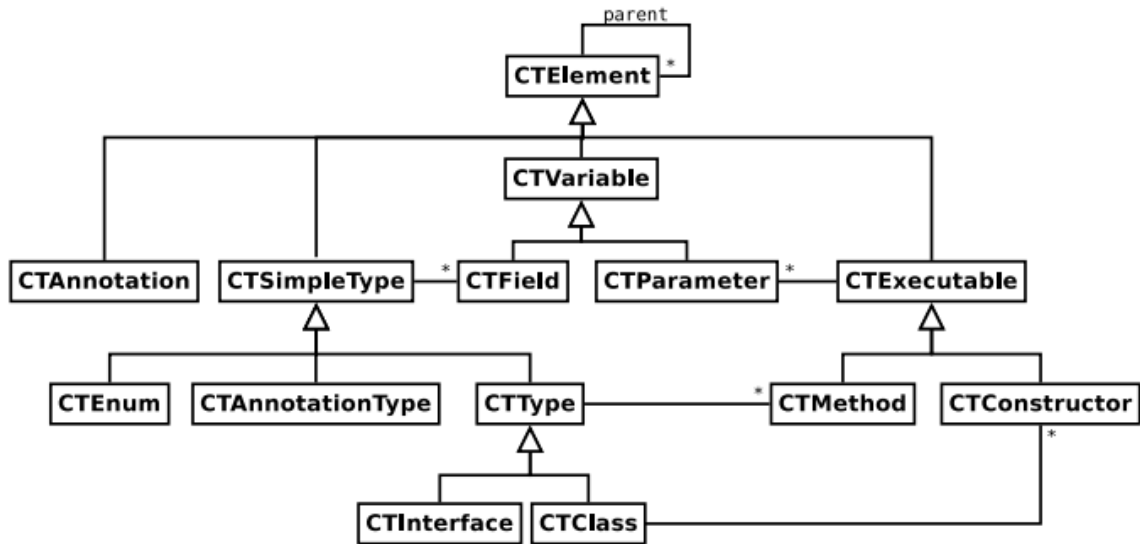 parent
CTElement
*
CTVariable
CTAnnotation
CTSimpleType
*
CTField
CTParameter
*
CTExecutable
CTEnum
CTAnnotationType
CTType
*
CTMethod
CTConstructor
*
CTInterface
CTClass